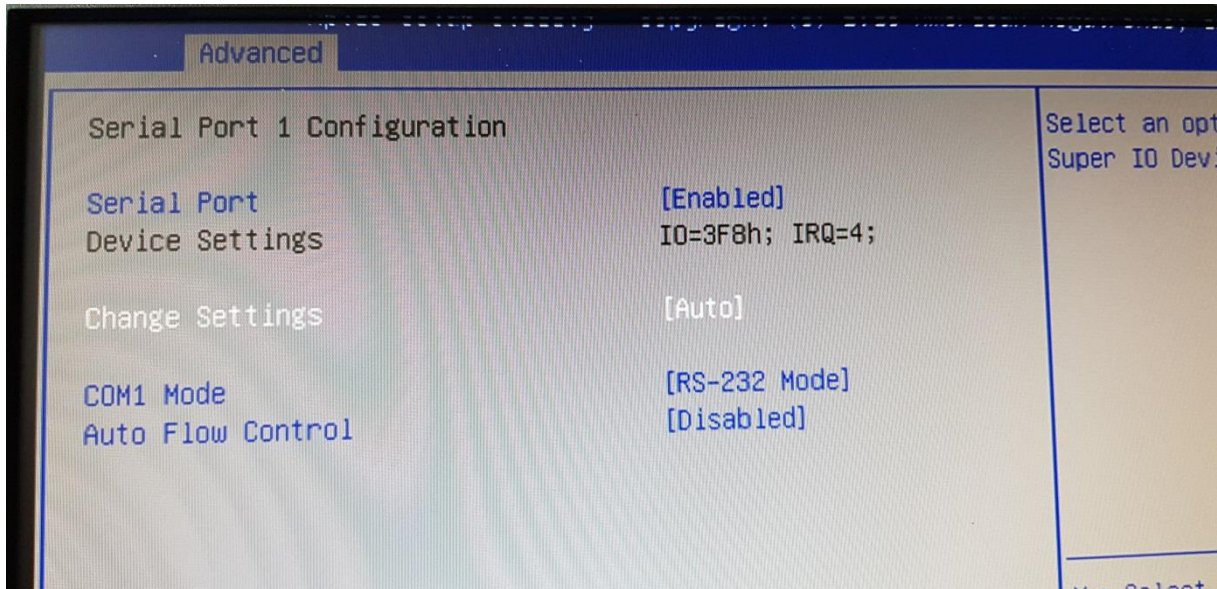 Advanced
Serial Port 1 Configuration
Serial Port [Enabled]
Device Settings IO=3F8h; IRQ=4;
Change Settings [Auto]
COM1 Mode [RS-232 Mode]
Auto Flow Control [Disabled]
Select an opt
Super IO Devi